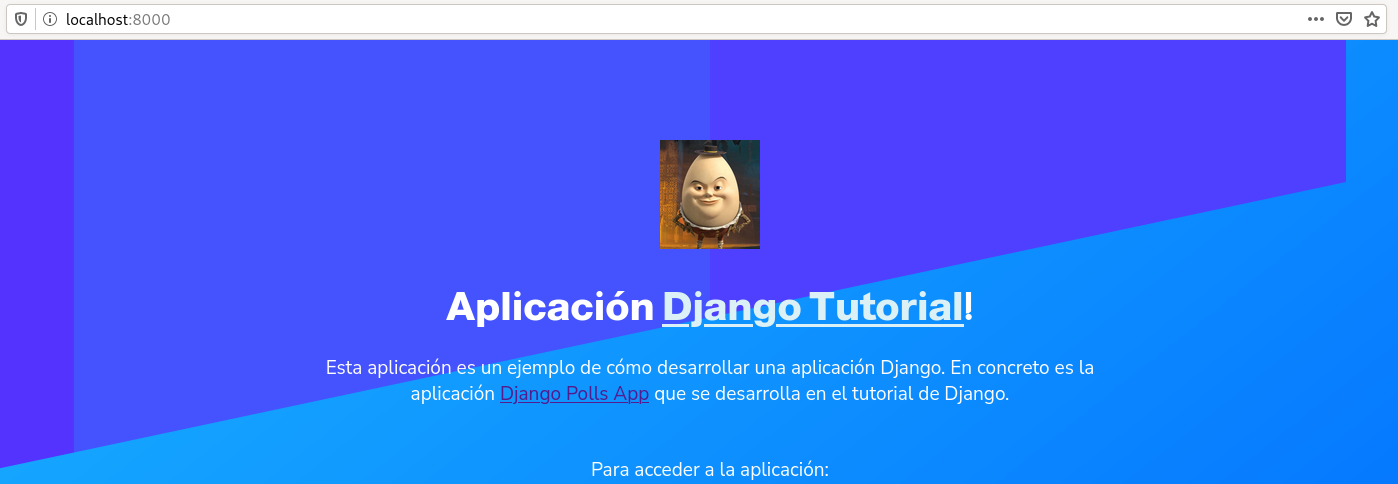 localhost:8000
Aplicación Django Tutorial!
Esta aplicación es un ejemplo de cómo desarrollar una aplicación Django. En concreto es la
aplicación Django Polls App que se desarrolla en el tutorial de Django.
Para acceder a la aplicación: